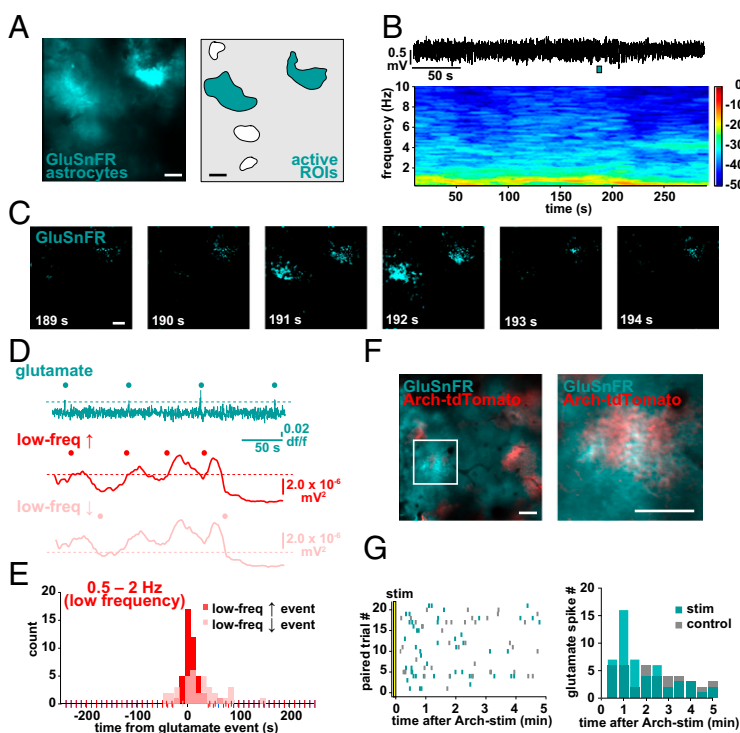 A
GluSnFR
astrocytes
active
ROIs
B
0.5
mV
50 s
frequency (Hz)
10
8
6
4
2
50
100
150
200
250
time (s)
0
-10
-20
-30
-40
-50
C
GluSnFR
189 s
190 s
191 s
192 s
193 s
194 s
D
glutamate
0.02
df/f
50 s
low-freq ↑
2.0 x 10⁻⁶
mV²
low-freq ↓
2.0 x 10⁻⁶
mV²
E
0.5 – 2 Hz
(low frequency)
low-freq ↑ event
low-freq ↓ event
count
20
15
10
5
0
-200
-100
0
100
200
time from glutamate event (s)
F
GluSnFR
Arch-tdTomato
GluSnFR
Arch-tdTomato
G
stim
paired trial #
20
15
10
5
0
0
1
2
3
4
5
time after Arch-stim (min)
glutamate spike #
20
15
10
5
0
stim
control
0
1
2
3
4
5
time after Arch-stim (min)